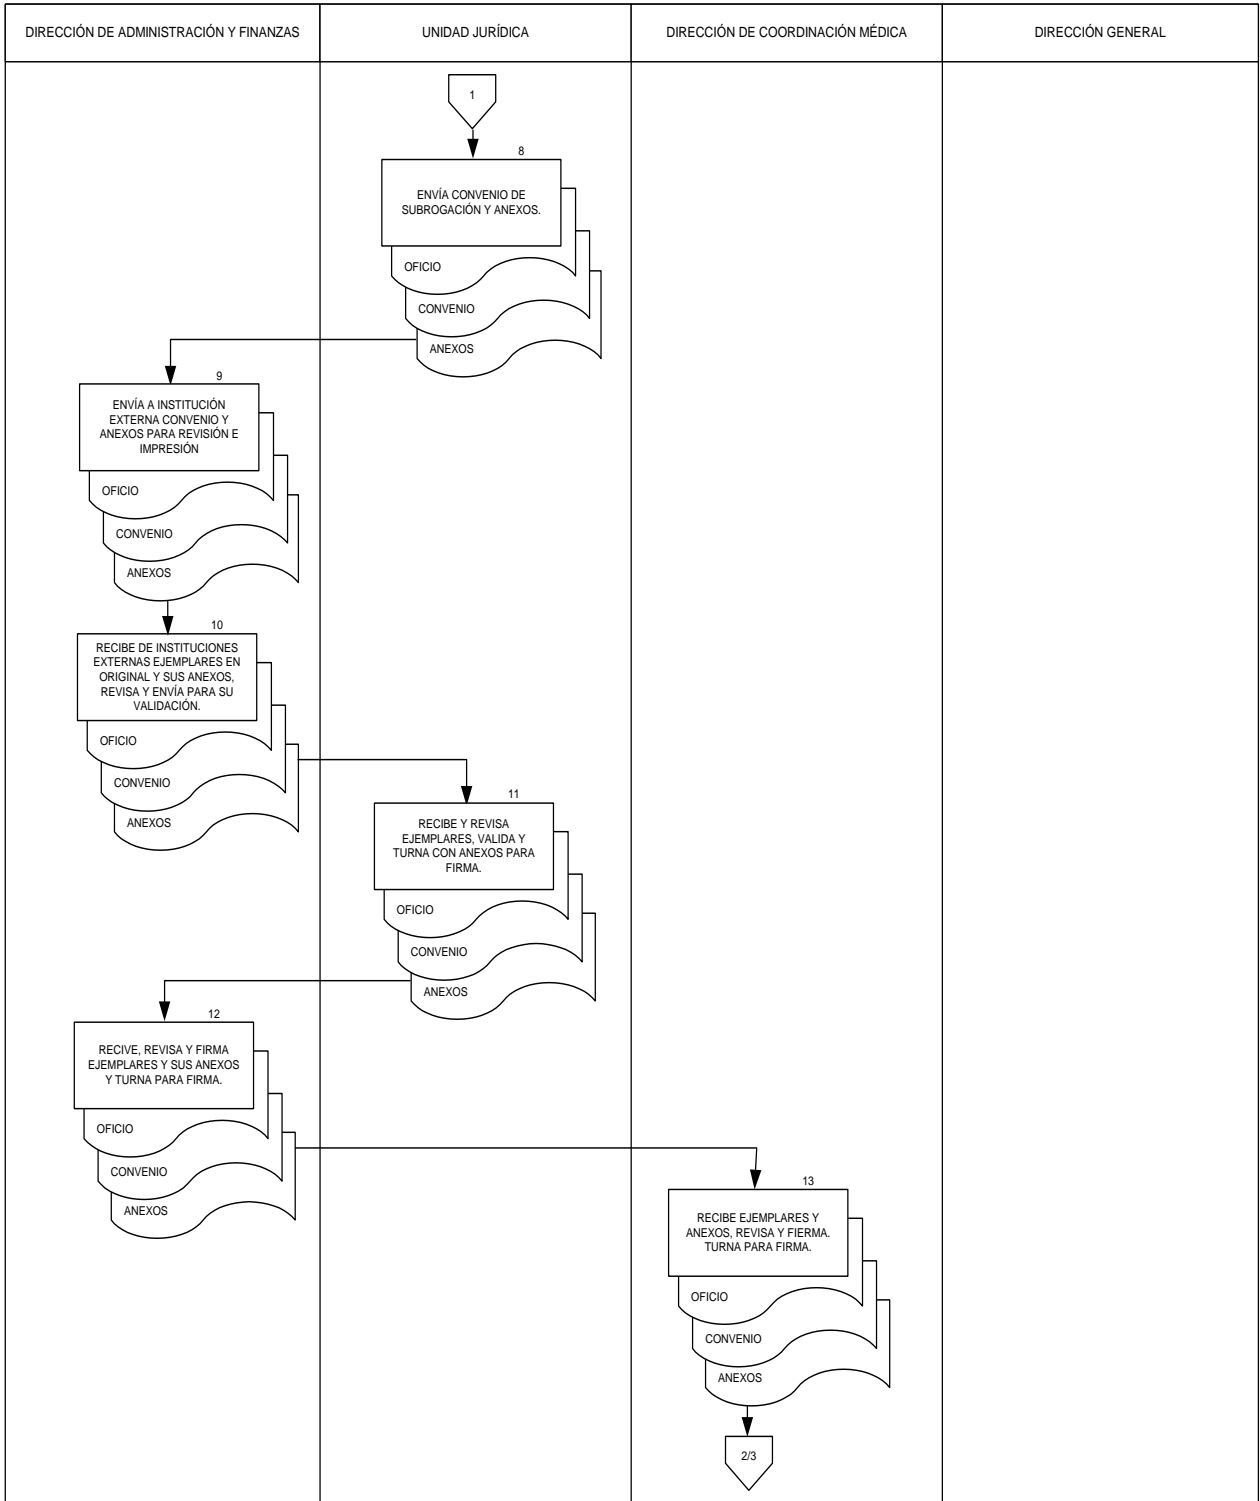 DIRECCIÓN DE ADMINISTRACIÓN Y FINANZAS
UNIDAD JURÍDICA
DIRECCIÓN DE COORDINACIÓN MÉDICA
DIRECCIÓN GENERAL
1
8
ENVÍA CONVENIO DE
SUBROGACIÓN Y ANEXOS.
OFICIO
CONVENIO
ANEXOS
9
ENVÍA A INSTITUCIÓN
EXTERNA CONVENIO Y
ANEXOS PARA REVISIÓN E
IMPRESIÓN
OFICIO
CONVENIO
ANEXOS
10
RECIBE DE INSTITUCIONES
EXTERNAS EJEMPLARES EN
ORIGINAL Y SUS ANEXOS,
REVISA Y ENVÍA PARA SU
VALIDACIÓN.
OFICIO
CONVENIO
ANEXOS
11
RECIBE Y REVISA
EJEMPLARES, VALIDA Y
TURNA CON ANEXOS PARA
FIRMA.
OFICIO
CONVENIO
ANEXOS
12
RECIVE, REVISA Y FIRMA
EJEMPLARES Y SUS ANEXOS
Y TURNA PARA FIRMA.
OFICIO
CONVENIO
ANEXOS
13
RECIBE EJEMPLARES Y
ANEXOS, REVISA Y FIERMA.
TURNA PARA FIRMA.
OFICIO
CONVENIO
ANEXOS
2/3